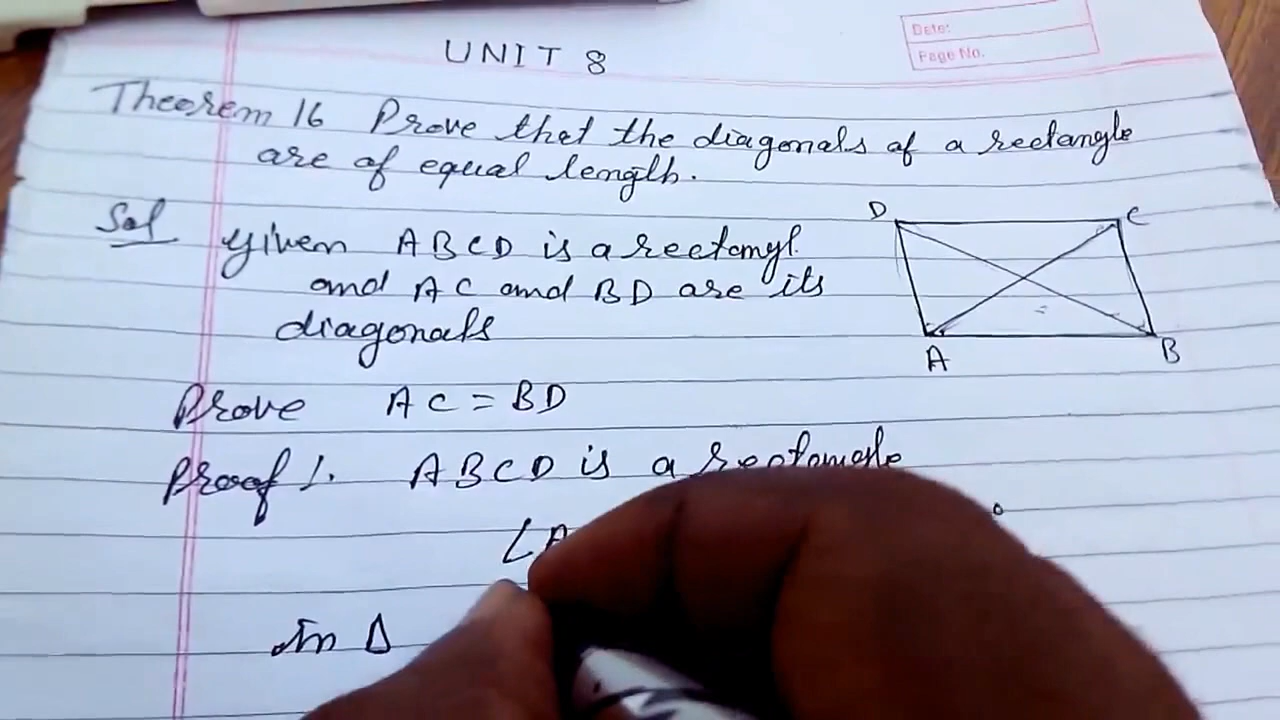 UNIT 8
Date:
Page No.
Theorem 16 Prove that the diagonals of a rectangle
are of equal length.
Sol Given ABCD is a rectangl.
and AC and BD are its
diagonals
D C
A B
Prove AC = BD
Proof 1. ABCD is a rectangle
∠A °
In Δ